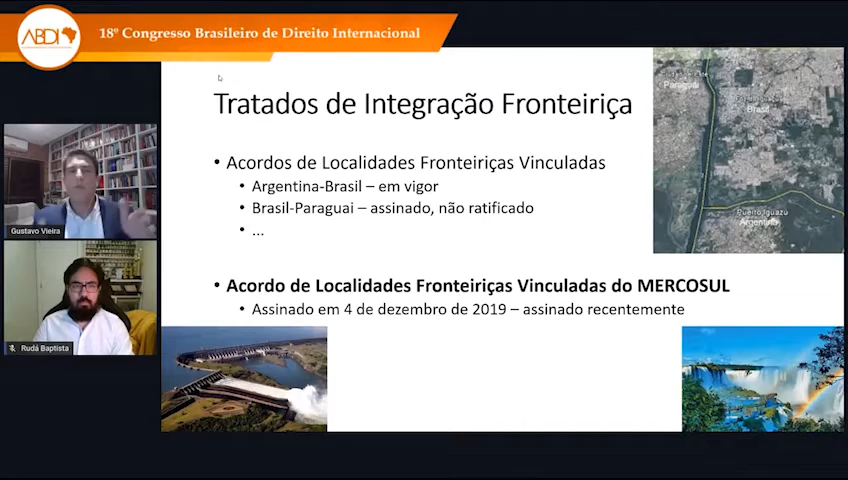 ABDI
18º Congresso Brasileiro de Direito Internacional
Tratados de Integração Fronteiriça
• Acordos de Localidades Fronteiriças Vinculadas
• Argentina-Brasil – em vigor
• Brasil-Paraguai – assinado, não ratificado
• ...
• Acordo de Localidades Fronteiriças Vinculadas do MERCOSUL
• Assinado em 4 de dezembro de 2019 – assinado recentemente
Paraguai
Brasil
Puerto Iguazú
Argentina
Gustavo Vieira
Rudá Baptista